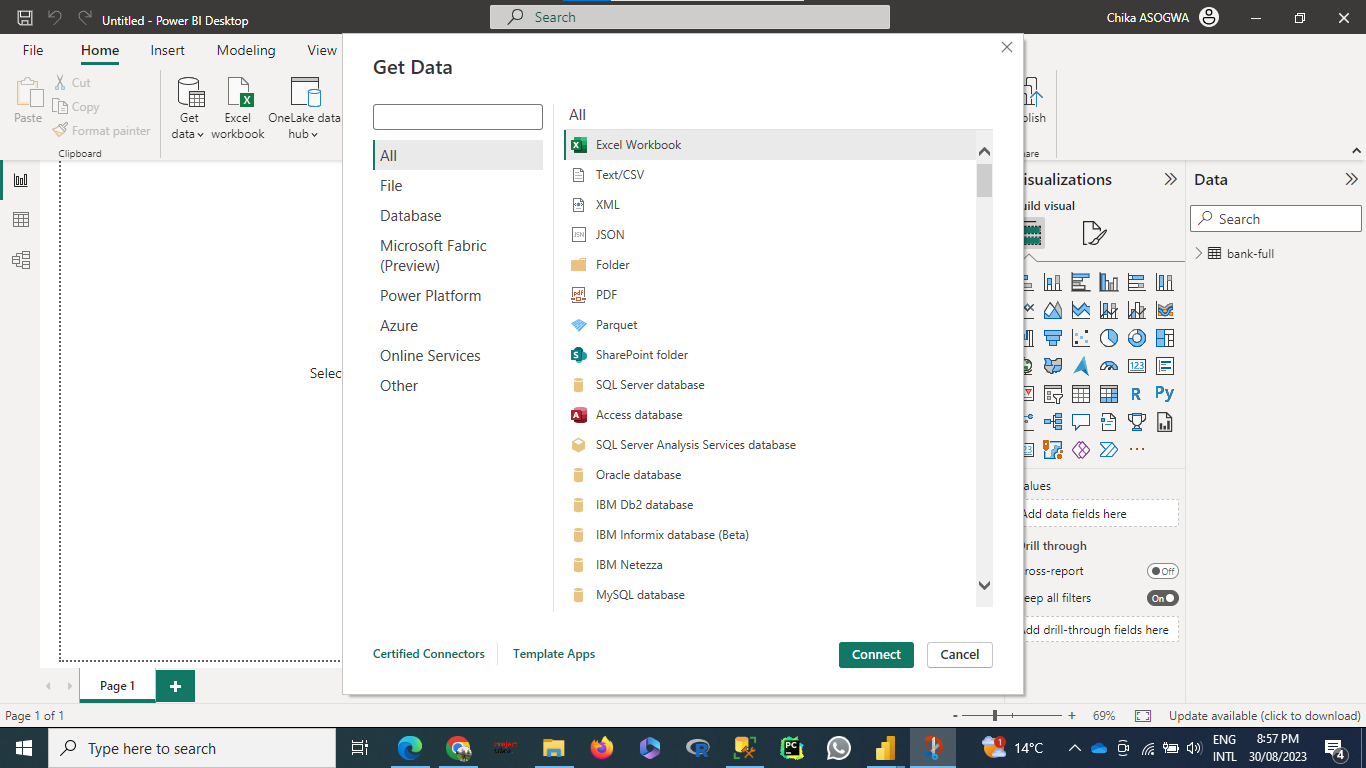 Untitled - Power BI Desktop
Search
Chika ASOGWA
File
Home
Insert
Modeling
View
Paste
Cut
Copy
Format painter
Clipboard
Get data
Excel workbook
OneLake data hub
blish
are
Get Data
All
File
Database
Microsoft Fabric
(Preview)
Power Platform
Azure
Online Services
Other
All
Excel Workbook
Text/CSV
XML
JSON
Folder
PDF
Parquet
SharePoint folder
SQL Server database
Access database
SQL Server Analysis Services database
Oracle database
IBM Db2 database
IBM Informix database (Beta)
IBM Netezza
MySQL database
Certified Connectors
Template Apps
Connect
Cancel
Selec
isualizations
uild visual
123
R
Py
alues
Add data fields here
rill through
ross-report
Off
eep all filters
On
Add drill-through fields here
Data
Search
bank-full
Page 1
Page 1 of 1
- + 69%
Update available (click to download)
Type here to search
14°C
ENG
INTL
8:57 PM
30/08/2023
4